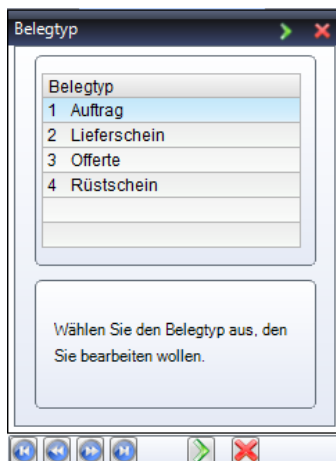 Belegtyp
Belegtyp
1 Auftrag
2 Lieferschein
3 Offerte
4 Rüstschein
Wählen Sie den Belegtyp aus, den
Sie bearbeiten wollen.